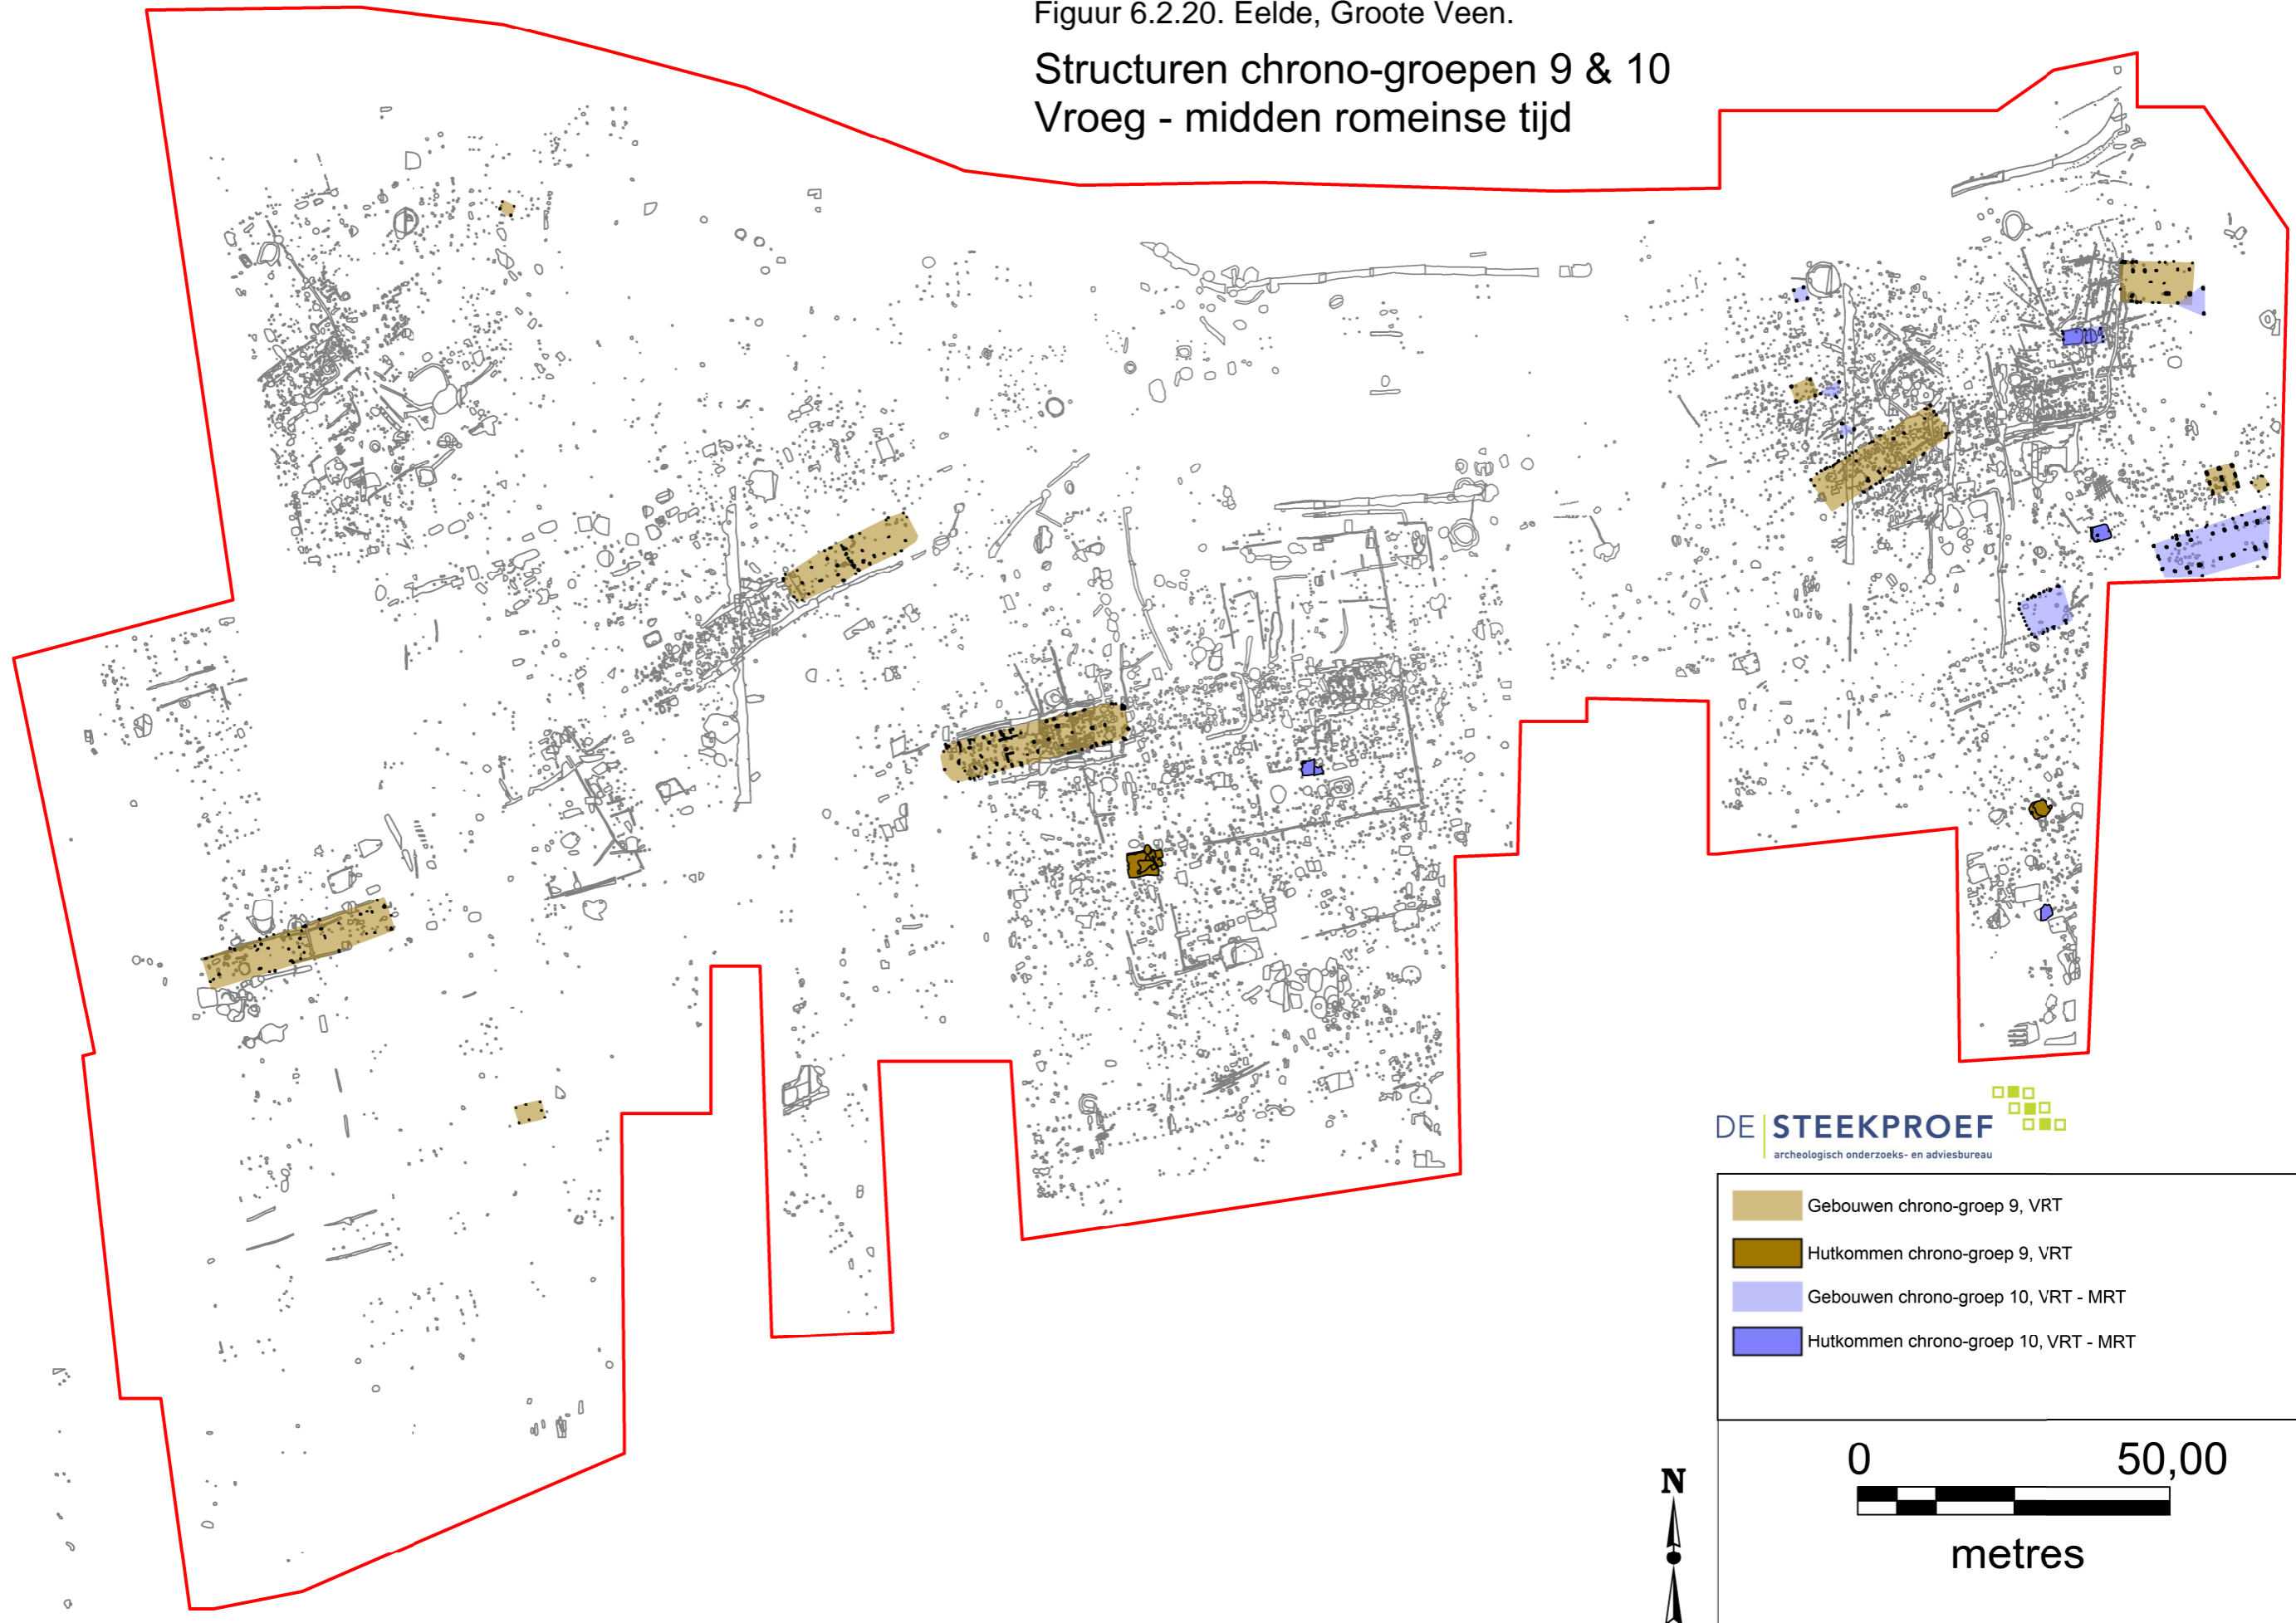 Figuur 6.2.20. Eelde, Groote Veen.
Structuren chrono-groepen 9 & 10
Vroeg - midden romeinse tijd
DE STEEKPROEF
archeologisch onderzoeks- en adviesbureau
Gebouwen chrono-groep 9, VRT
Hutkommen chrono-groep 9, VRT
Gebouwen chrono-groep 10, VRT - MRT
Hutkommen chrono-groep 10, VRT - MRT
0 50,00
metres
N